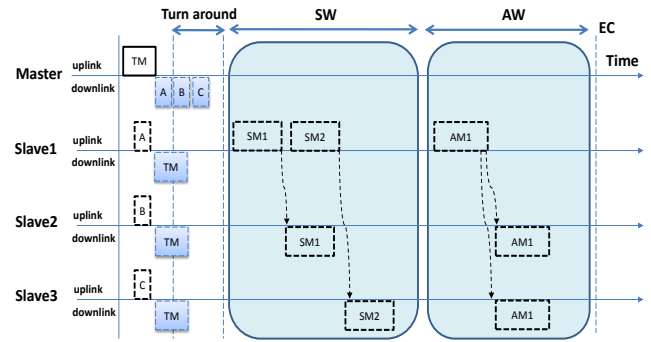 Turn around SW AW EC
Master uplink TM Time
downlink A B C
Slave1 uplink A SM1 SM2 AM1
downlink TM
Slave2 uplink B
downlink TM SM1 AM1
Slave3 uplink C
downlink TM SM2 AM1